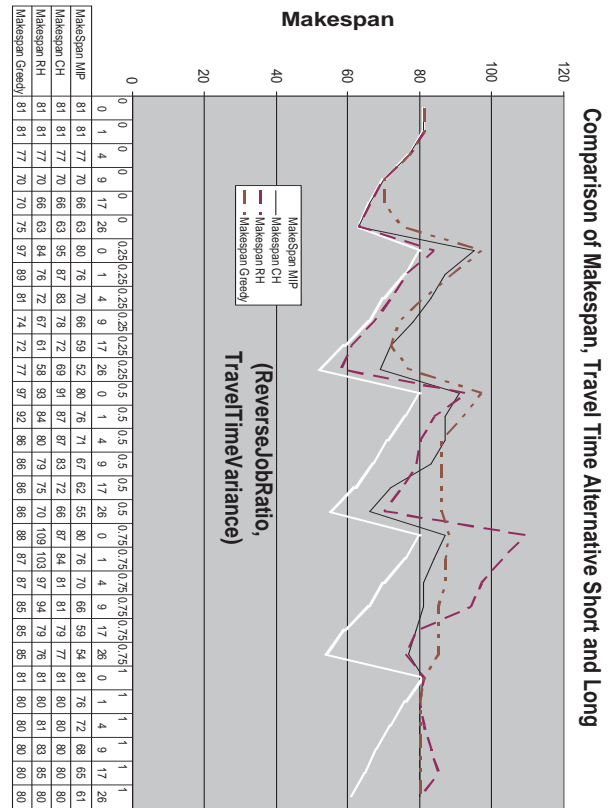 Comparison of Makespan, Travel Time Alternative Short and Long
Makespan
120
100
80
60
40
20
0
MakeSpan MIP
Makespan CH
Makespan RH
Makespan Greedy
0 0 0 0 0 0 0.25 0.25 0.25 0.25 0.25 0.25 0.5 0.5 0.5 0.5 0.5 0.5 0.75 0.75 0.75 0.75 0.75 0.75 1 1 1 1 1 1
0 1 4 9 17 26 0 1 4 9 17 26 0 1 4 9 17 26 0 1 4 9 17 26 0 1 4 9 17 26
MakeSpan MIP 81 81 77 70 66 63 80 76 70 66 59 52 80 76 71 67 62 55 80 76 70 66 59 54 81 76 72 68 65 61
Makespan CH 81 81 77 70 66 63 95 87 83 78 72 69 91 87 87 83 72 66 87 84 81 81 79 77 81 80 80 80 80 80
Makespan RH 81 81 77 70 66 63 84 76 72 67 61 58 93 84 80 79 75 70 109 103 97 94 79 76 81 80 81 83 85 80
Makespan Greedy 81 81 77 70 70 75 97 89 81 74 72 77 97 92 86 86 86 86 88 87 87 85 85 85 81 80 80 80 80 80
(ReverseJobRatio,
TravelTimeVariance)